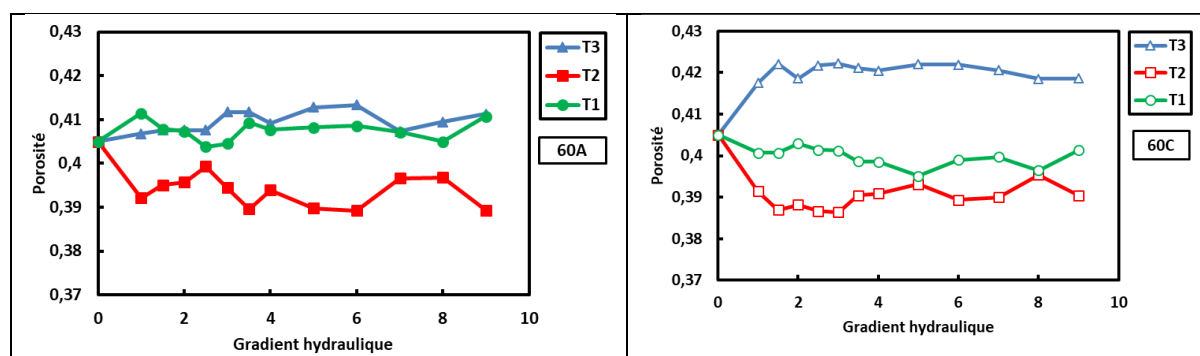 0,43
0,42
0,41
0,4
0,39
0,38
0,37
Porosité
0 2 4 6 8 10
Gradient hydraulique
T3
T2
T1
60A
0,43
0,42
0,41
0,4
0,39
0,38
0,37
Porosité
0 2 4 6 8 10
Gradient hydraulique
T3
T2
T1
60C